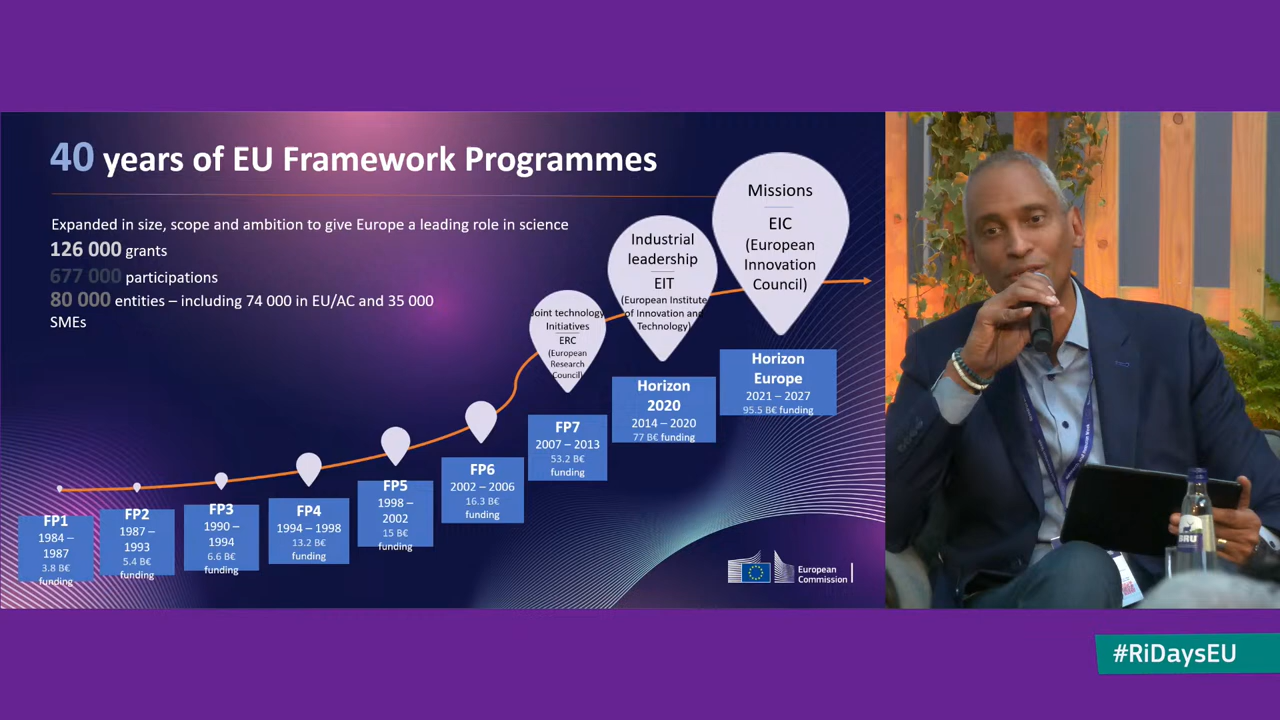 40 years of EU Framework Programmes
Expanded in size, scope and ambition to give Europe a leading role in science
126 000 grants
677 000 participations
80 000 entities – including 74 000 in EU/AC and 35 000
SMEs
Missions
EIC
(European
Innovation
Council)
Industrial
leadership
EIT
(European Institute
of Innovation and
Technology)
Joint technology
Initiatives
ERC
(European
Research
Council)
FP1
1984 –
1987
3.8 B€
funding
FP2
1987 –
1993
5.4 B€
funding
FP3
1990 –
1994
6.6 B€
funding
FP4
1994 – 1998
13.2 B€
funding
FP5
1998 –
2002
15 B€
funding
FP6
2002 – 2006
16.3 B€
funding
FP7
2007 – 2013
53.2 B€
funding
Horizon
2020
2014 – 2020
77 B€ funding
Horizon
Europe
2021 – 2027
95.5 B€ funding
European
Commission
BRU
#RiDaysEU